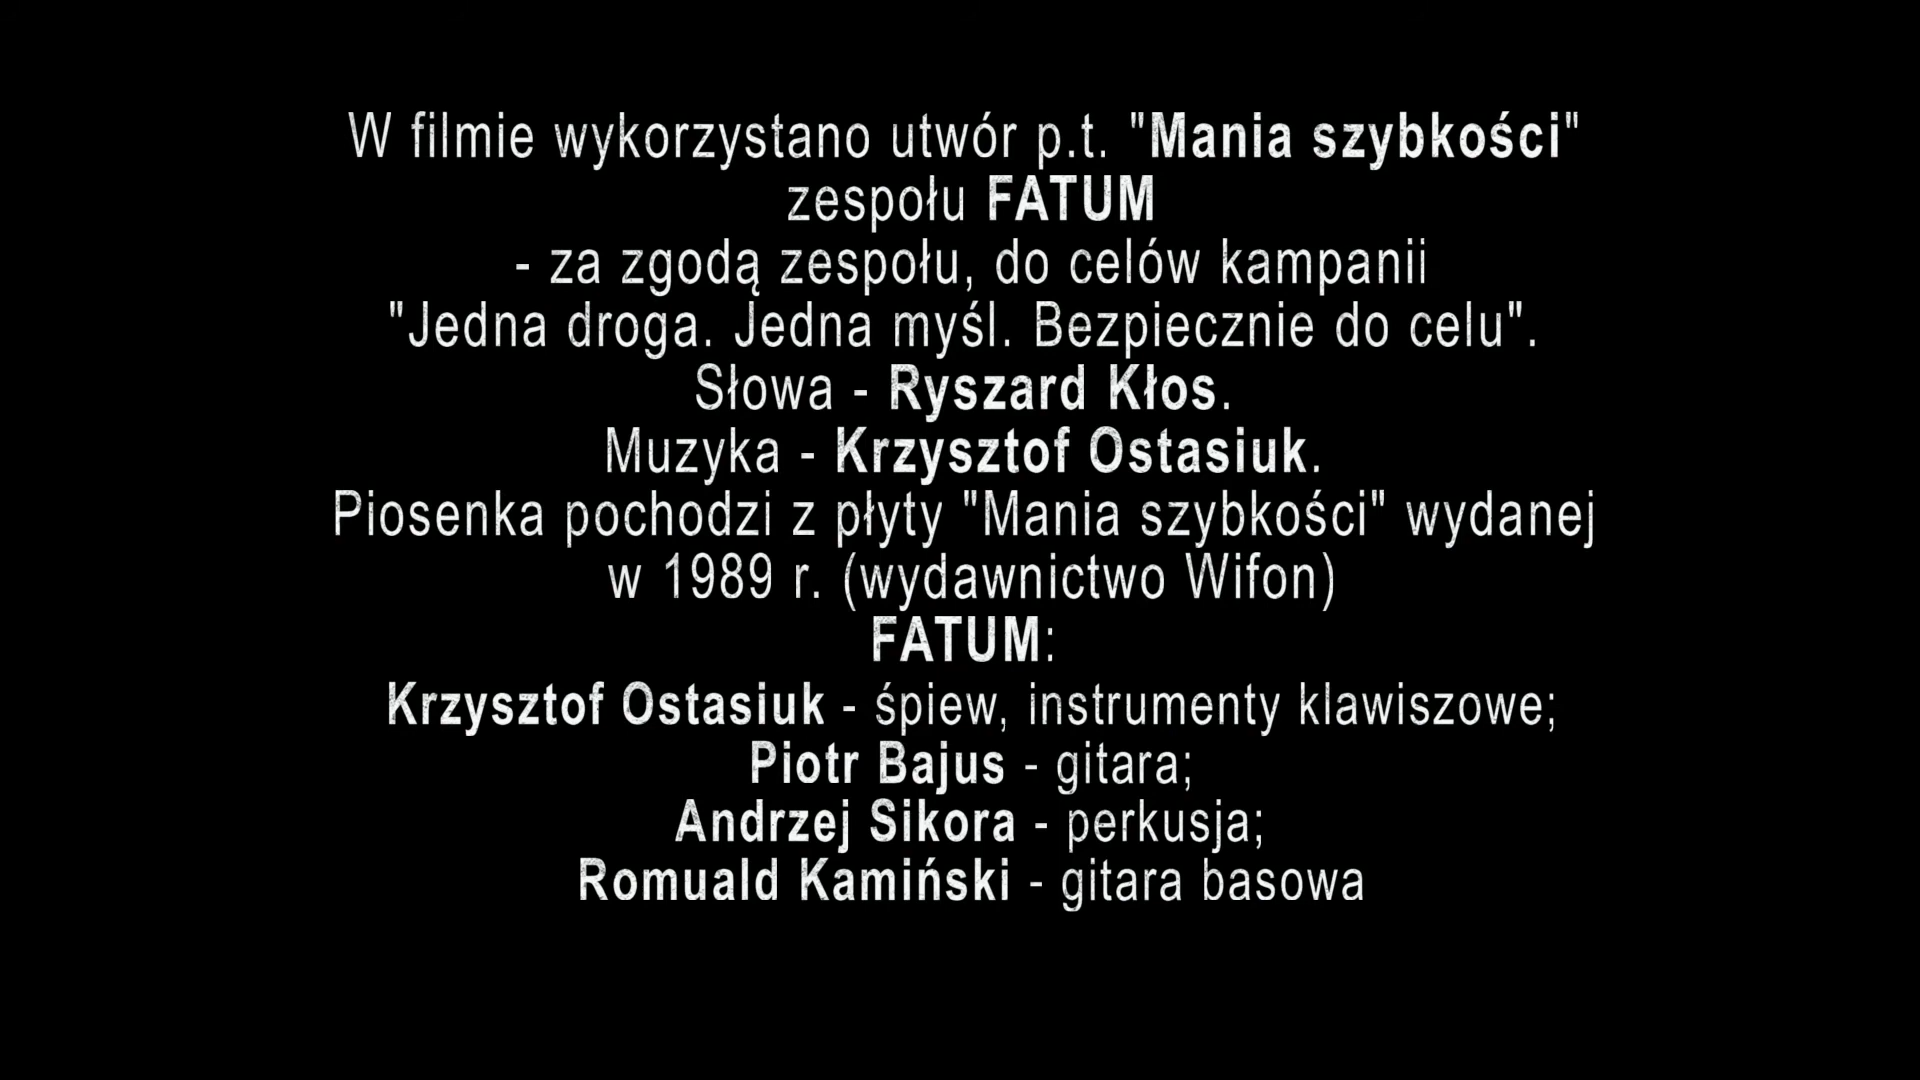 W filmie wykorzystano utwór p.t. "Mania szybkości"
zespołu FATUM
- za zgodą zespołu, do celów kampanii
"Jedna droga. Jedna myśl. Bezpiecznie do celu".
Słowa - Ryszard Kłos.
Muzyka - Krzysztof Ostasiuk.
Piosenka pochodzi z płyty "Mania szybkości" wydanej
w 1989 r. (wydawnictwo Wifon)
FATUM:
Krzysztof Ostasiuk - śpiew, instrumenty klawiszowe;
Piotr Bajus - gitara;
Andrzej Sikora - perkusja;
Romuald Kamiński - gitara basowa